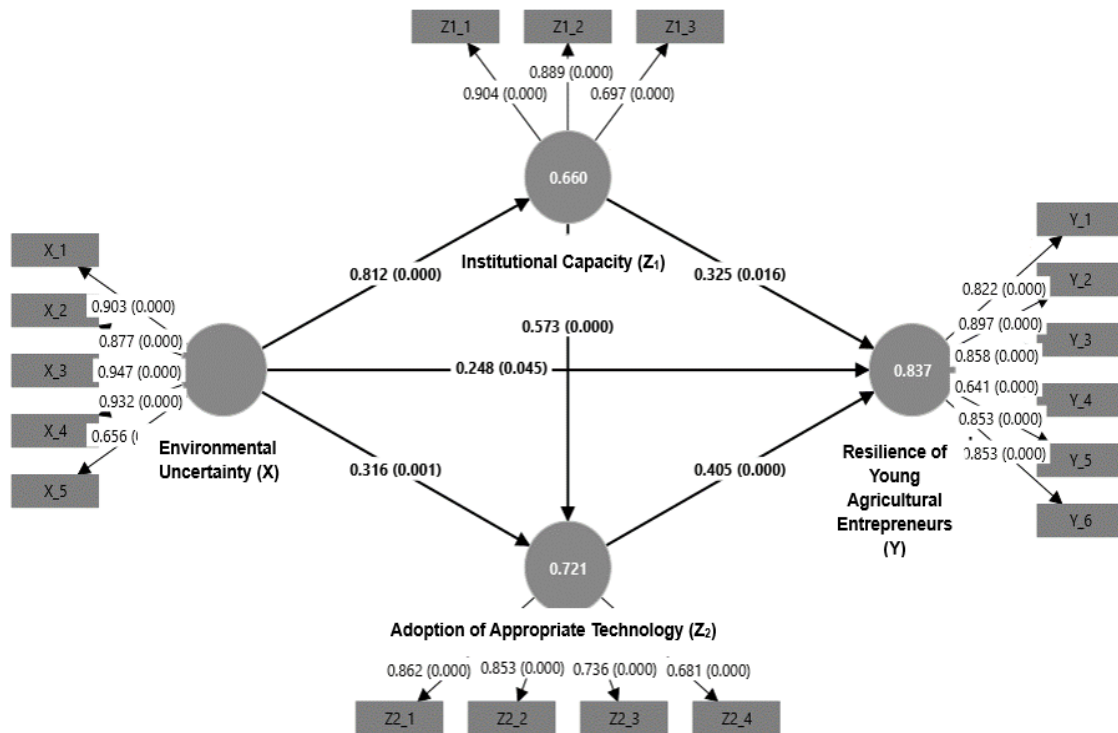 Z1_1
Z1_2
Z1_3
0.904 (0.000)
0.889 (0.000)
0.697 (0.000)
0.660
Institutional Capacity (Z₁)
X_1
X_2
X_3
X_4
X_5
0.903 (0.000)
0.877 (0.000)
0.947 (0.000)
0.932 (0.000)
0.656 (
Environmental
Uncertainty (X)
0.812 (0.000)
0.325 (0.016)
0.573 (0.000)
0.248 (0.045)
0.316 (0.001)
0.405 (0.000)
0.837
Resilience of
Young
Agricultural
Entrepreneurs
(Y)
0.822 (0.000)
0.897 (0.000)
0.858 (0.000)
0.641 (0.000)
0.853 (0.000)
0.853 (0.000)
Y_1
Y_2
Y_3
Y_4
Y_5
Y_6
0.721
Adoption of Appropriate Technology (Z₂)
0.862 (0.000)
0.853 (0.000)
0.736 (0.000)
0.681 (0.000)
Z2_1
Z2_2
Z2_3
Z2_4